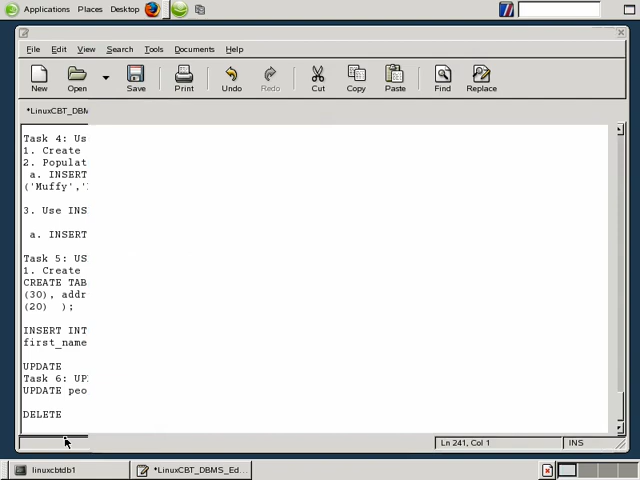 Applications Places Desktop
File Edit View Search Tools Documents Help
New Open Save Print Undo Redo Cut Copy Paste Find Replace
*LinuxCBT_DBM
Task 4: Us
1. Create
2. Populat
a. INSERT
('Muffy','
3. Use INS
a. INSERT
Task 5: US
1. Create
CREATE TAB
(30), addr
(20) );
INSERT INT
first_name
UPDATE
Task 6: UP
UPDATE peo
DELETE
Ln 241, Col 1 INS
linuxcbtdb1 *LinuxCBT_DBMS_Ed...